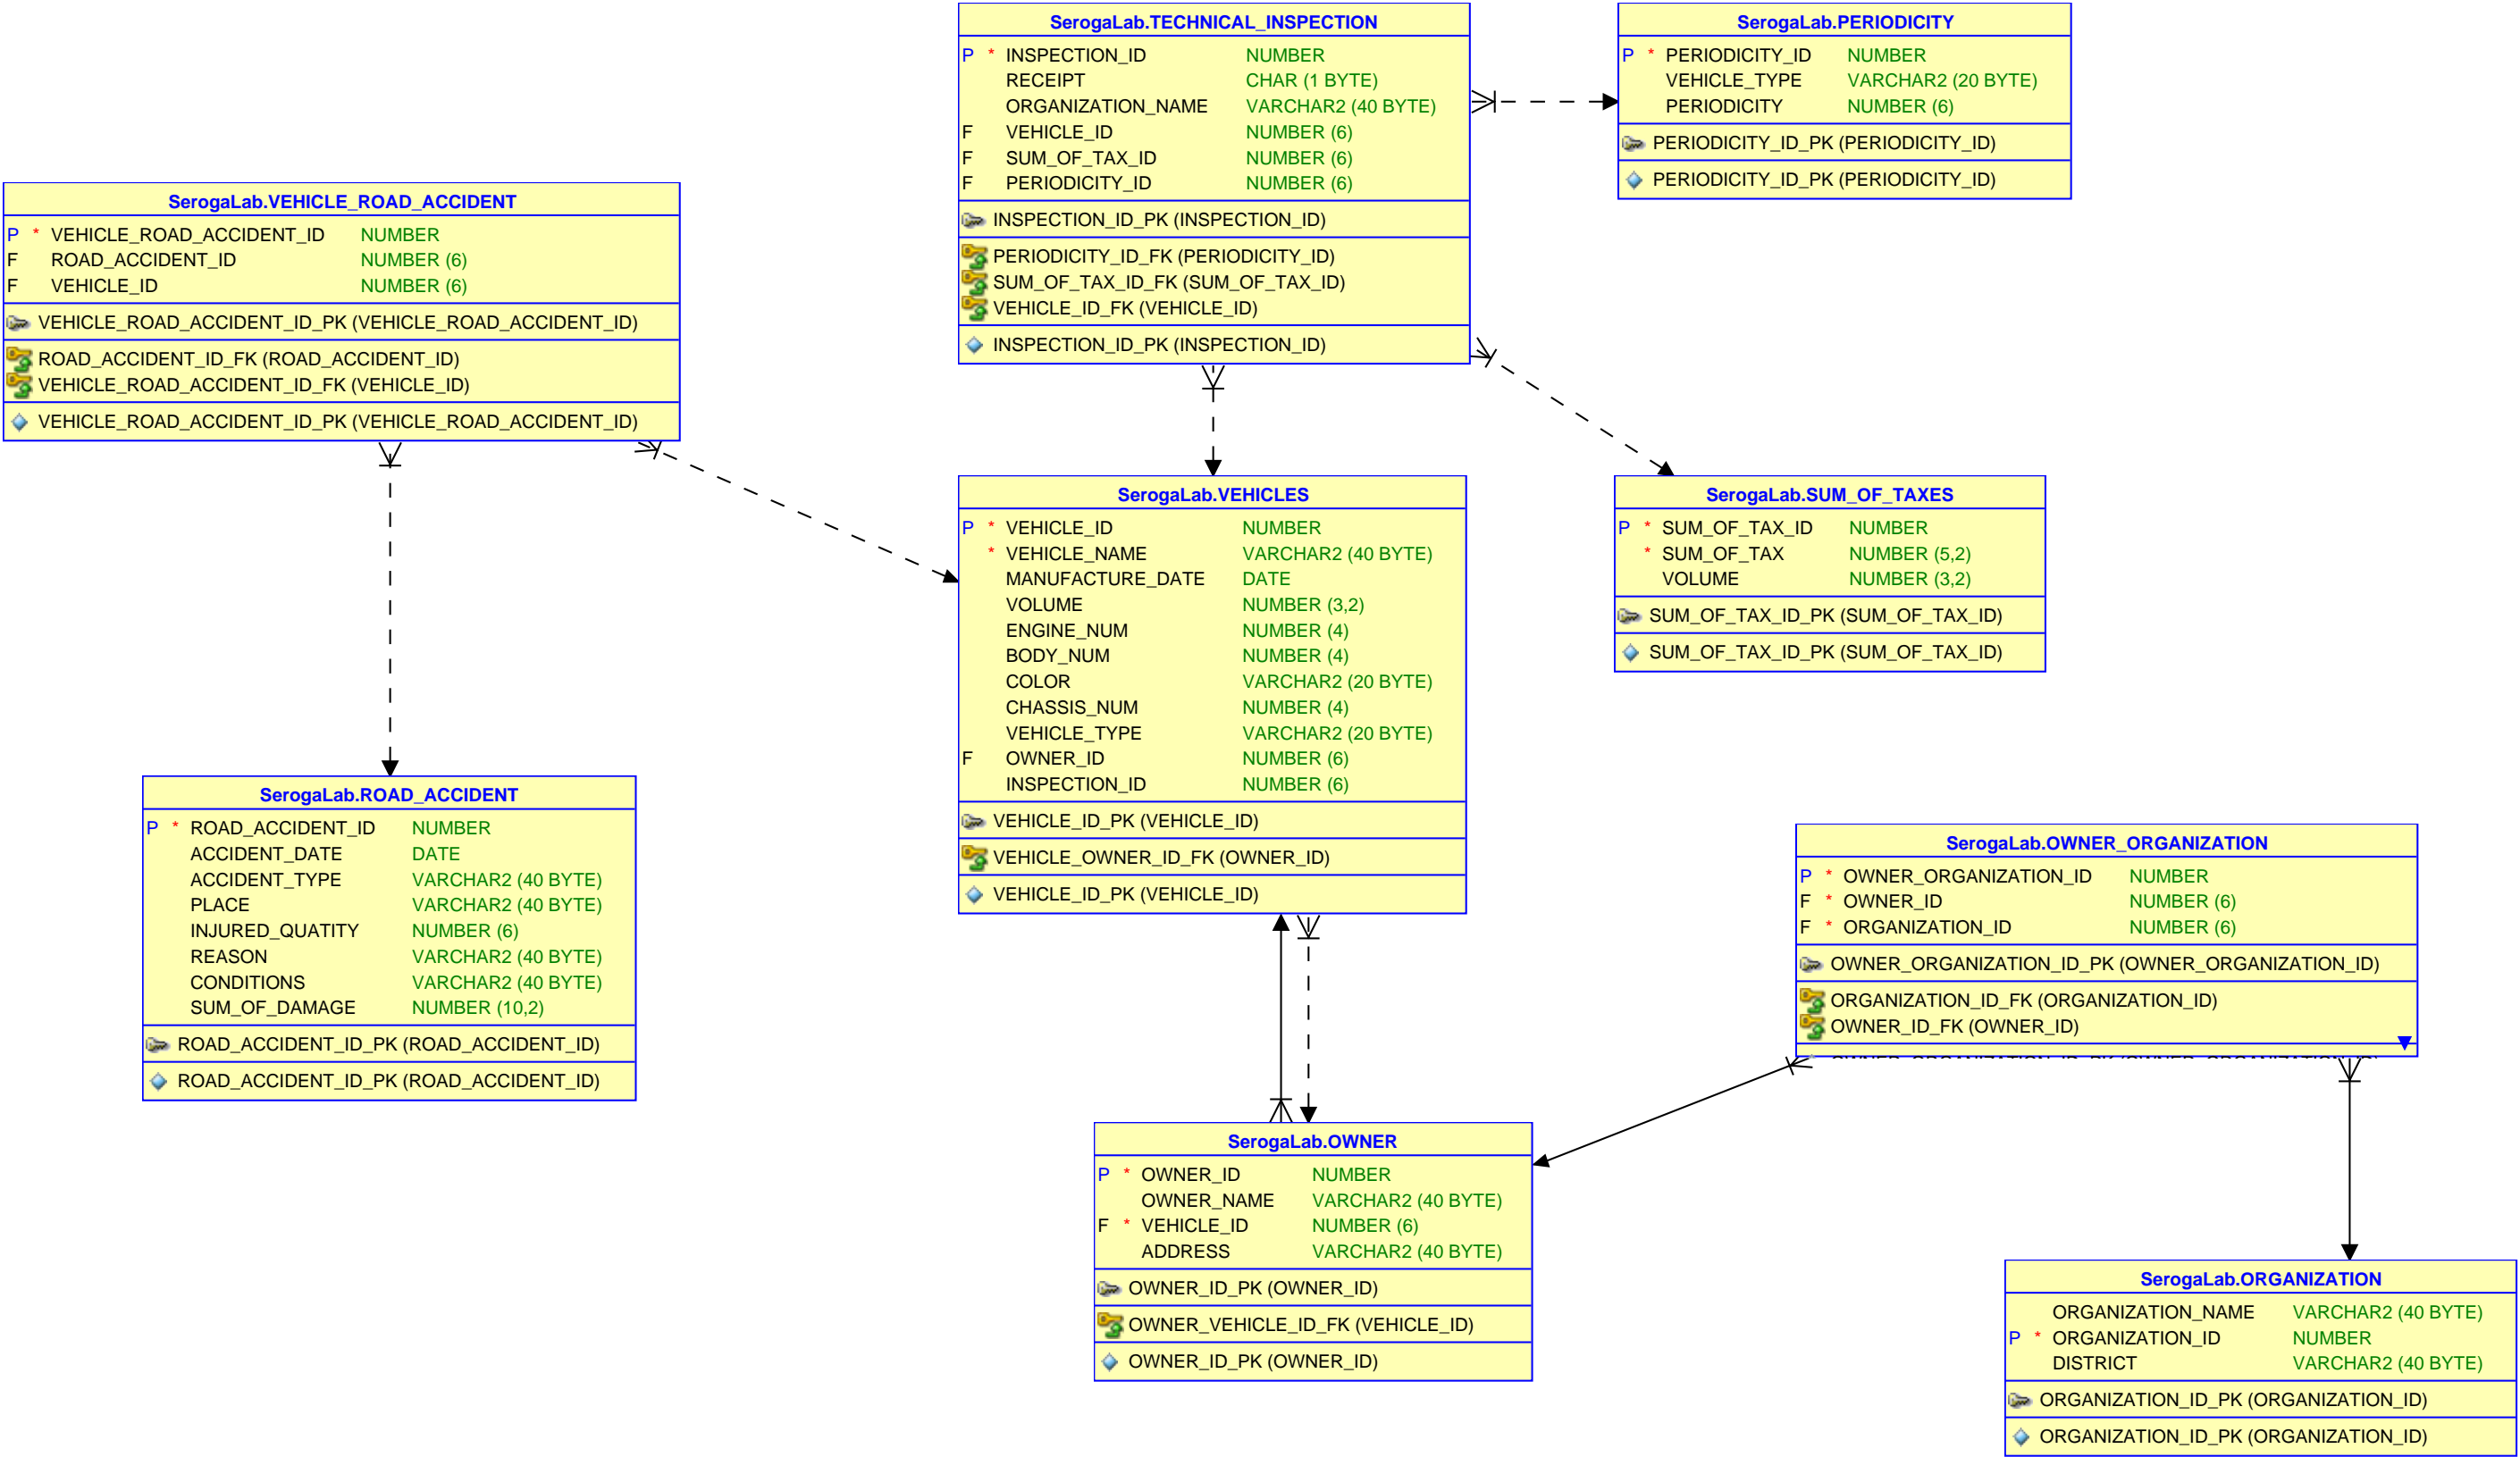 SerogaLab.TECHNICAL_INSPECTION
P * INSPECTION_ID NUMBER
RECEIPT CHAR (1 BYTE)
ORGANIZATION_NAME VARCHAR2 (40 BYTE)
F VEHICLE_ID NUMBER (6)
F SUM_OF_TAX_ID NUMBER (6)
F PERIODICITY_ID NUMBER (6)
INSPECTION_ID_PK (INSPECTION_ID)
PERIODICITY_ID_FK (PERIODICITY_ID)
SUM_OF_TAX_ID_FK (SUM_OF_TAX_ID)
VEHICLE_ID_FK (VEHICLE_ID)
INSPECTION_ID_PK (INSPECTION_ID)
SerogaLab.PERIODICITY
P * PERIODICITY_ID NUMBER
VEHICLE_TYPE VARCHAR2 (20 BYTE)
PERIODICITY NUMBER (6)
PERIODICITY_ID_PK (PERIODICITY_ID)
PERIODICITY_ID_PK (PERIODICITY_ID)
SerogaLab.VEHICLE_ROAD_ACCIDENT
P * VEHICLE_ROAD_ACCIDENT_ID NUMBER
F ROAD_ACCIDENT_ID NUMBER (6)
F VEHICLE_ID NUMBER (6)
VEHICLE_ROAD_ACCIDENT_ID_PK (VEHICLE_ROAD_ACCIDENT_ID)
ROAD_ACCIDENT_ID_FK (ROAD_ACCIDENT_ID)
VEHICLE_ROAD_ACCIDENT_ID_FK (VEHICLE_ID)
VEHICLE_ROAD_ACCIDENT_ID_PK (VEHICLE_ROAD_ACCIDENT_ID)
SerogaLab.VEHICLES
P * VEHICLE_ID NUMBER
* VEHICLE_NAME VARCHAR2 (40 BYTE)
MANUFACTURE_DATE DATE
VOLUME NUMBER (3,2)
ENGINE_NUM NUMBER (4)
BODY_NUM NUMBER (4)
COLOR VARCHAR2 (20 BYTE)
CHASSIS_NUM NUMBER (4)
VEHICLE_TYPE VARCHAR2 (20 BYTE)
F OWNER_ID NUMBER (6)
INSPECTION_ID NUMBER (6)
VEHICLE_ID_PK (VEHICLE_ID)
VEHICLE_OWNER_ID_FK (OWNER_ID)
VEHICLE_ID_PK (VEHICLE_ID)
SerogaLab.SUM_OF_TAXES
P * SUM_OF_TAX_ID NUMBER
* SUM_OF_TAX NUMBER (5,2)
VOLUME NUMBER (3,2)
SUM_OF_TAX_ID_PK (SUM_OF_TAX_ID)
SUM_OF_TAX_ID_PK (SUM_OF_TAX_ID)
SerogaLab.ROAD_ACCIDENT
P * ROAD_ACCIDENT_ID NUMBER
ACCIDENT_DATE DATE
ACCIDENT_TYPE VARCHAR2 (40 BYTE)
PLACE VARCHAR2 (40 BYTE)
INJURED_QUATITY NUMBER (6)
REASON VARCHAR2 (40 BYTE)
CONDITIONS VARCHAR2 (40 BYTE)
SUM_OF_DAMAGE NUMBER (10,2)
ROAD_ACCIDENT_ID_PK (ROAD_ACCIDENT_ID)
ROAD_ACCIDENT_ID_PK (ROAD_ACCIDENT_ID)
SerogaLab.OWNER_ORGANIZATION
P * OWNER_ORGANIZATION_ID NUMBER
F * OWNER_ID NUMBER (6)
F * ORGANIZATION_ID NUMBER (6)
OWNER_ORGANIZATION_ID_PK (OWNER_ORGANIZATION_ID)
ORGANIZATION_ID_FK (ORGANIZATION_ID)
OWNER_ID_FK (OWNER_ID)
SerogaLab.OWNER
P * OWNER_ID NUMBER
OWNER_NAME VARCHAR2 (40 BYTE)
F * VEHICLE_ID NUMBER (6)
ADDRESS VARCHAR2 (40 BYTE)
OWNER_ID_PK (OWNER_ID)
OWNER_VEHICLE_ID_FK (VEHICLE_ID)
OWNER_ID_PK (OWNER_ID)
SerogaLab.ORGANIZATION
ORGANIZATION_NAME VARCHAR2 (40 BYTE)
P * ORGANIZATION_ID NUMBER
DISTRICT VARCHAR2 (40 BYTE)
ORGANIZATION_ID_PK (ORGANIZATION_ID)
ORGANIZATION_ID_PK (ORGANIZATION_ID)